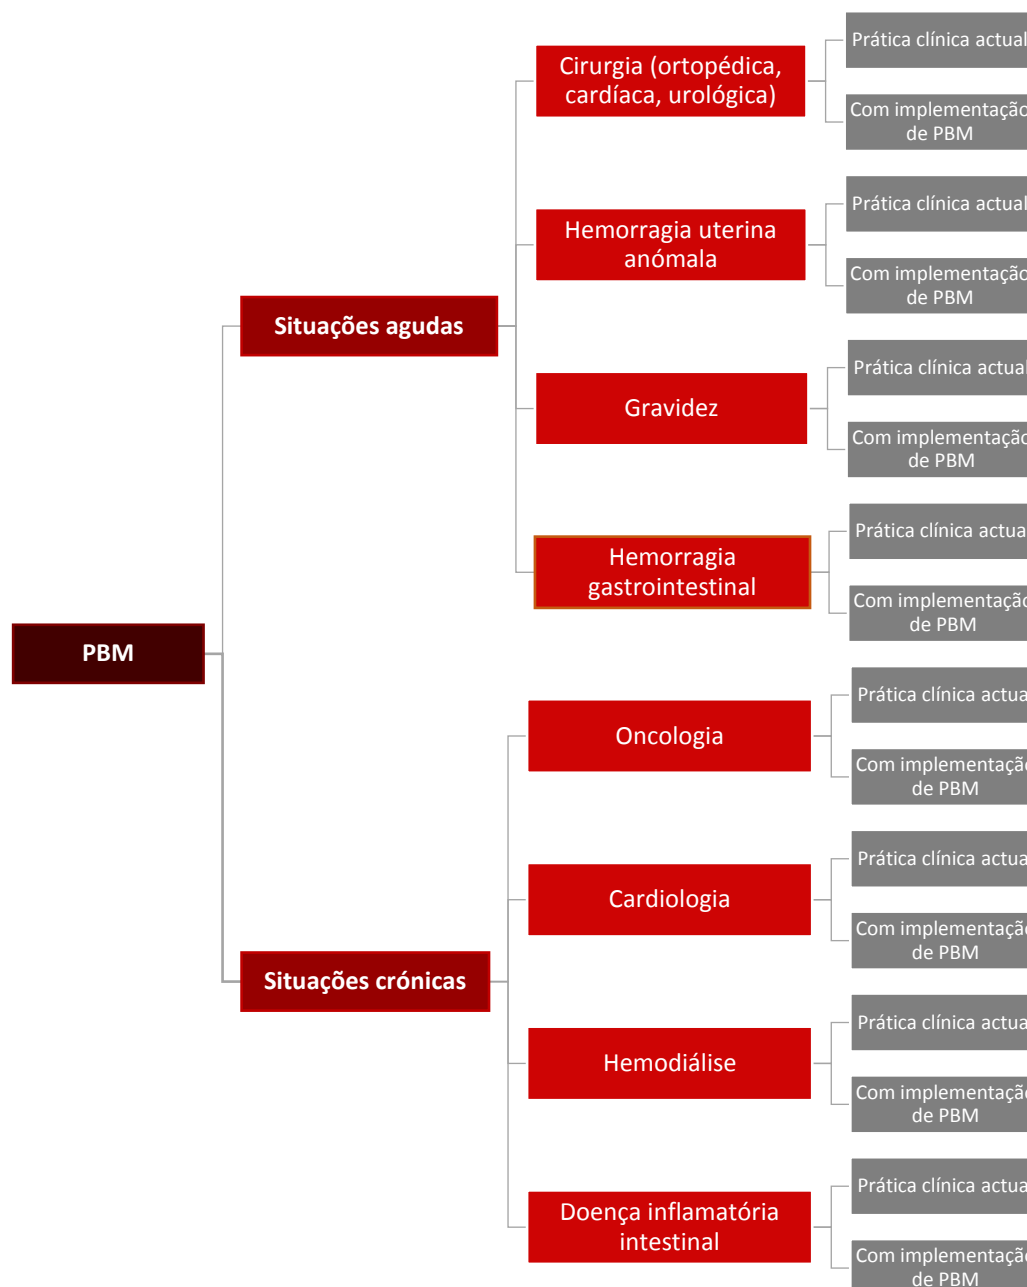 Prática clínica actual
Cirurgia (ortopédica,
cardíaca, urológica)
Com implementação
de PBM
Prática clínica actual
Hemorragia uterina
anómala
Com implementação
de PBM
Situações agudas
Prática clínica actual
Gravidez
Com implementação
de PBM
Prática clínica actual
Hemorragia
gastrointestinal
Com implementação
de PBM
PBM
Prática clínica actual
Oncologia
Com implementação
de PBM
Prática clínica actual
Cardiologia
Com implementação
de PBM
Situações crónicas
Prática clínica actual
Hemodiálise
Com implementação
de PBM
Prática clínica actual
Doença inflamatória
intestinal
Com implementação
de PBM